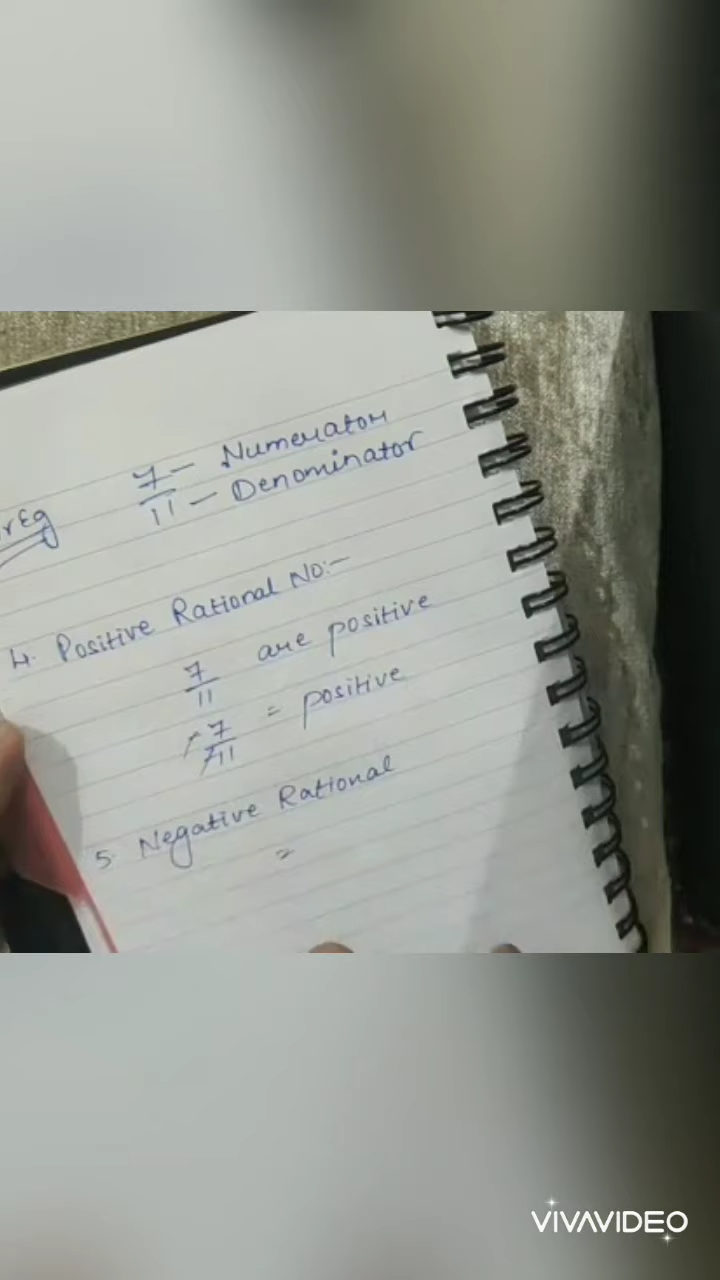 7 — Numerator
11 — Denominator
4. Positive Rational No:-
7
11 are positive
-7
-11 = positive
5. Negative Rational
=
VIVAVIDEO